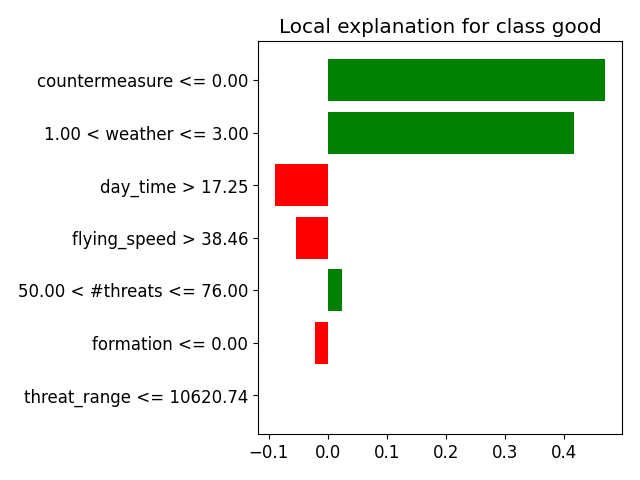 Local explanation for class good
countermeasure <= 0.00
1.00 < weather <= 3.00
day_time > 17.25
flying_speed > 38.46
50.00 < #threats <= 76.00
formation <= 0.00
threat_range <= 10620.74
−0.1 0.0 0.1 0.2 0.3 0.4